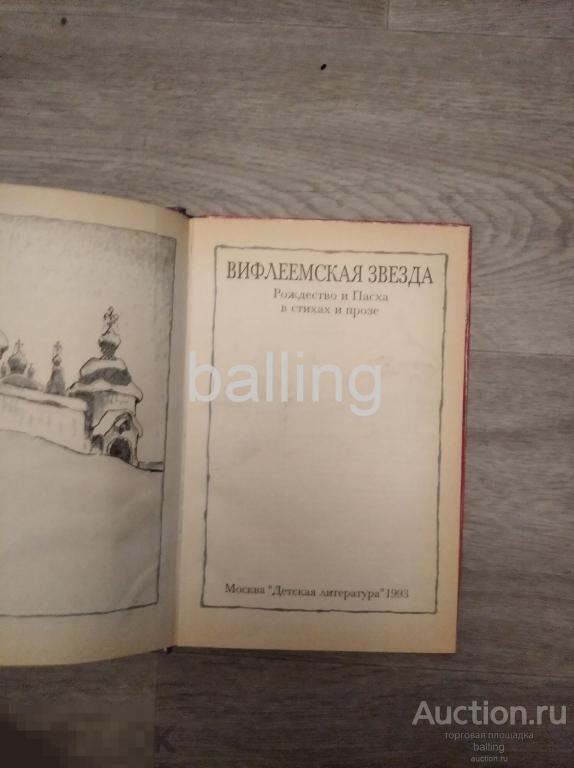 ВИФЛЕЕМСКАЯ ЗВЕЗДА
Рождество и Пасха
в стихах и прозе
balling
Москва "Детская литература" 1993
Auction.ru
торговая площадка
balling
auction.ru